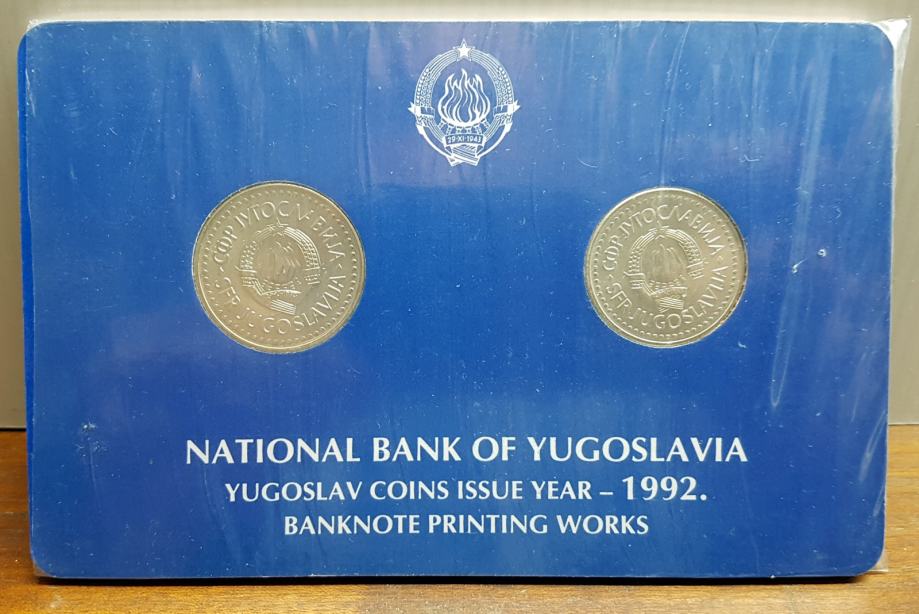 29·XI·1943
СФР ЈУГОСЛАВИЈА
SFR JUGOSLAVIJA
СФР ЈУГОСЛАВИЈА
SFR JUGOSLAVIJA
NATIONAL BANK OF YUGOSLAVIA
YUGOSLAV COINS ISSUE YEAR – 1992.
BANKNOTE PRINTING WORKS